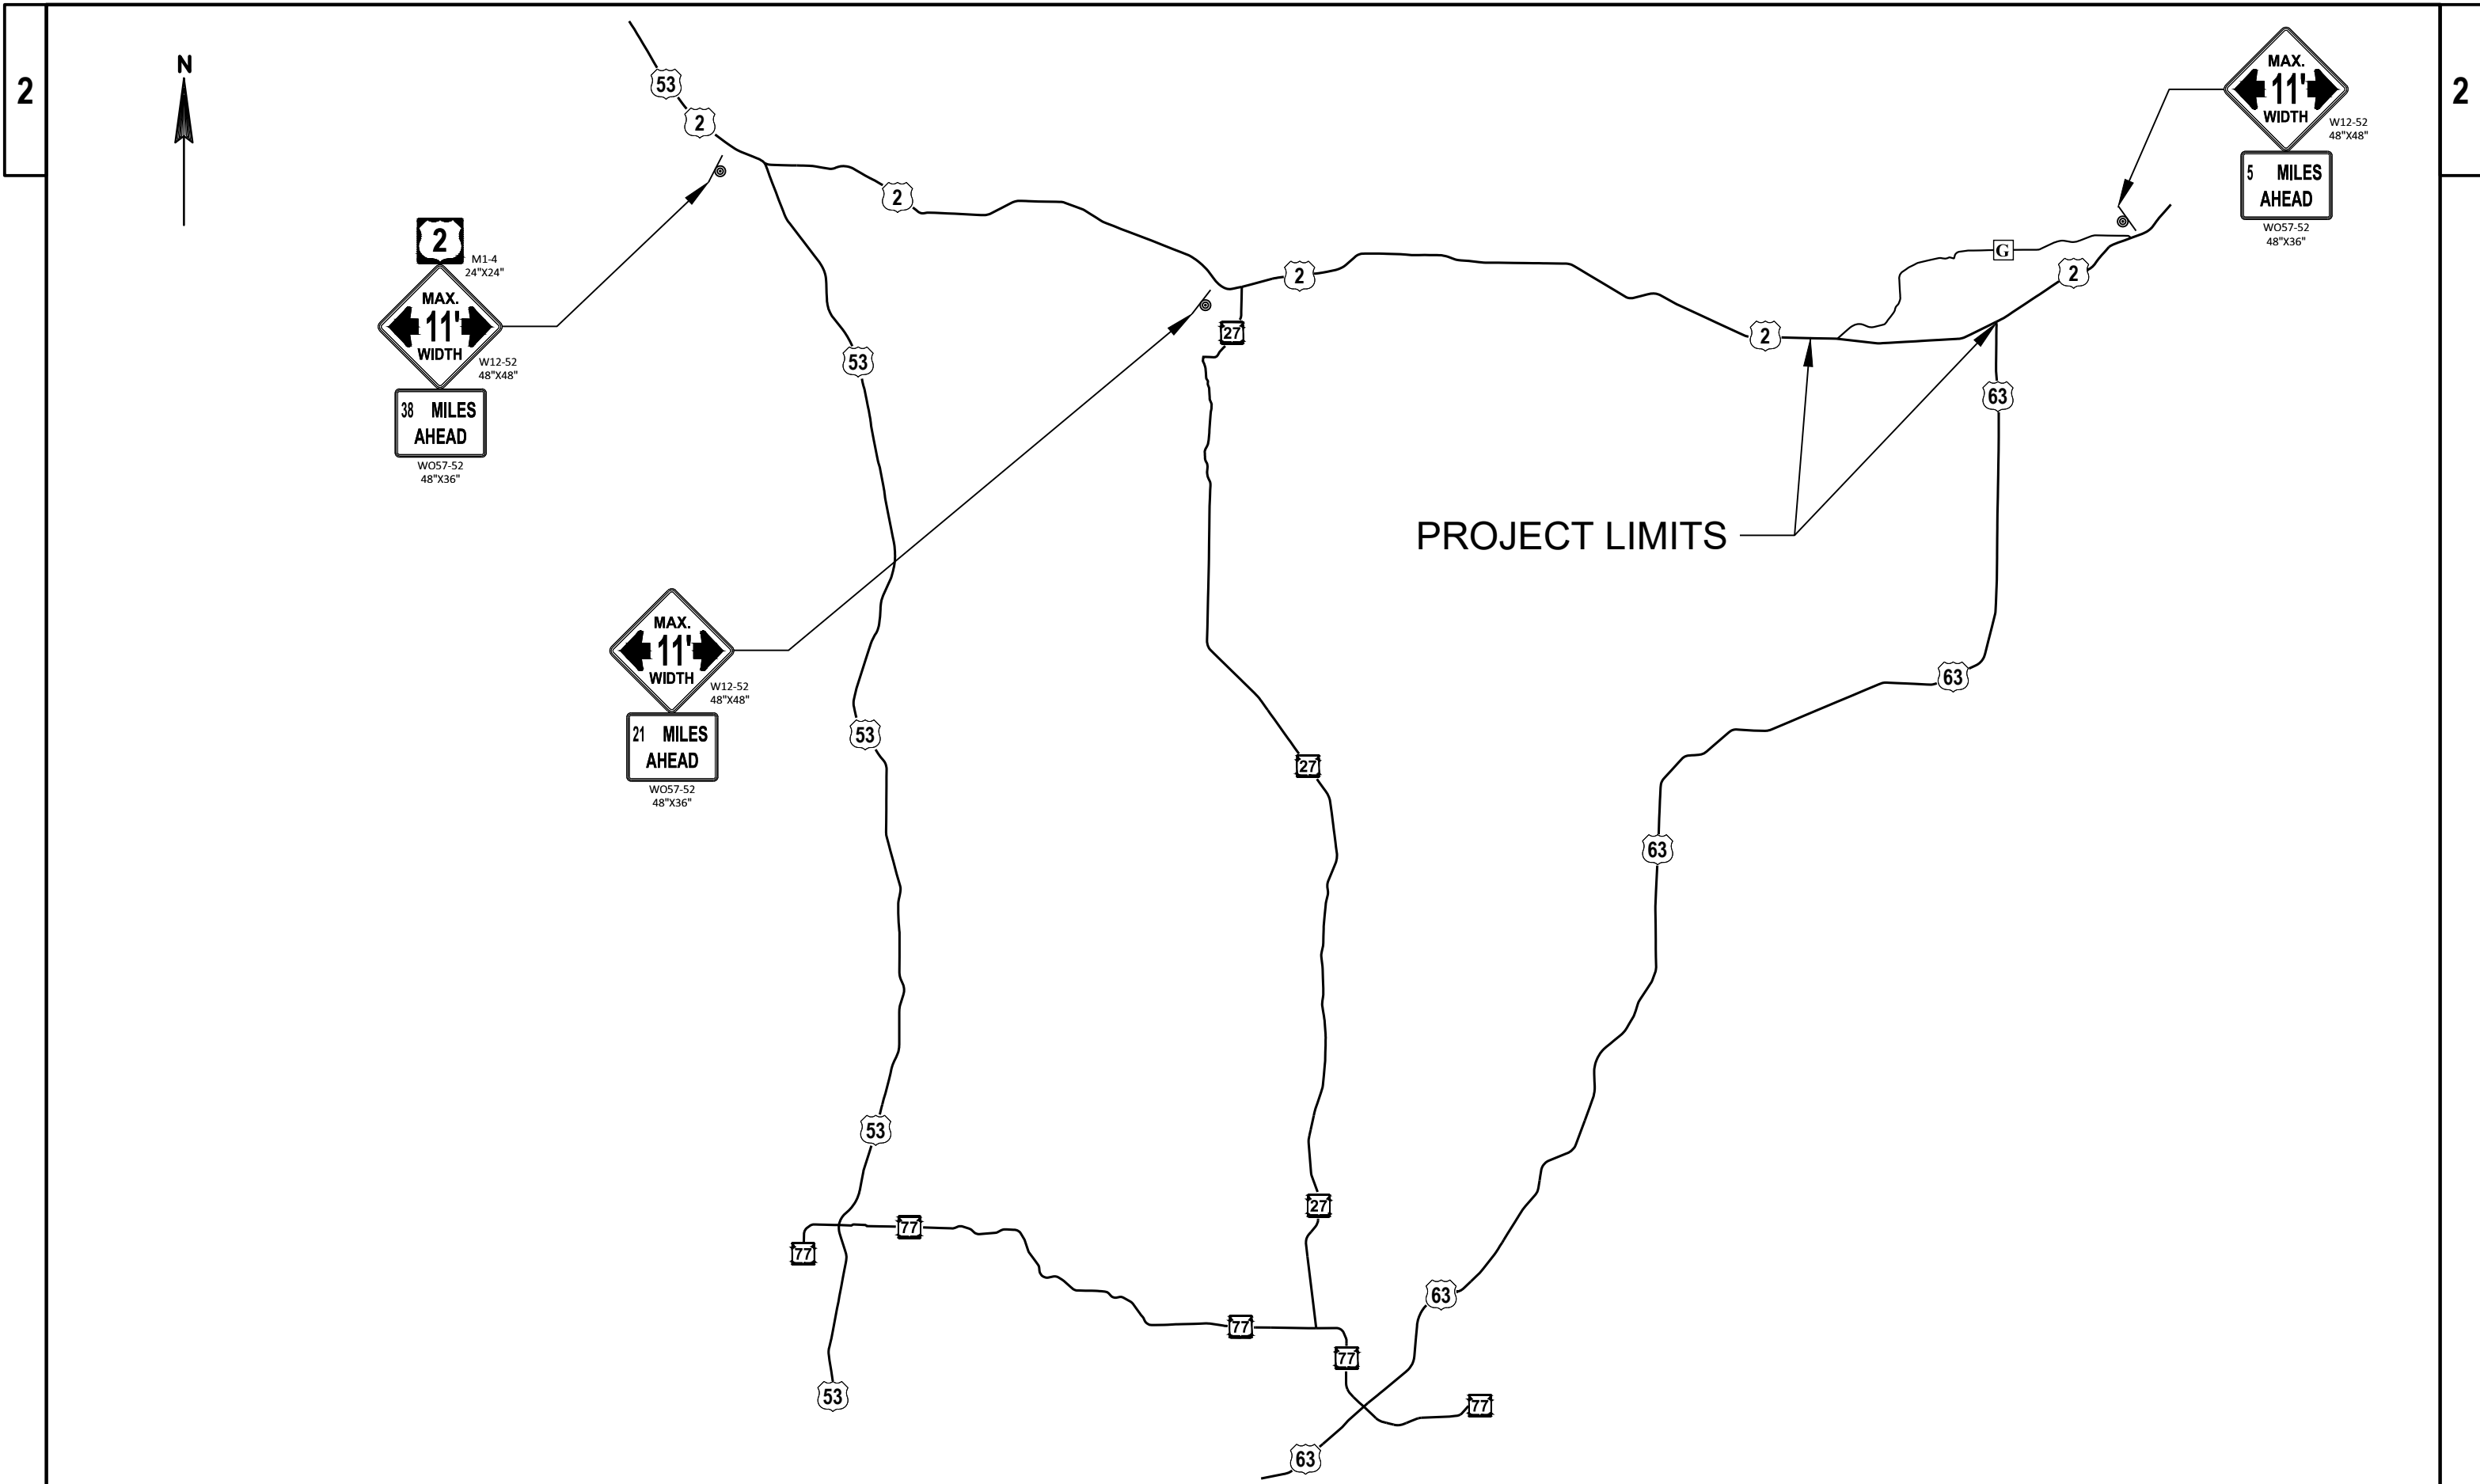 2
N
53
2
MAX.
11'
WIDTH
W12-52
48"X48"
5 MILES
AHEAD
WO57-52
48"X36"
2
2
2
M1-4
24"X24"
MAX.
11'
WIDTH
W12-52
48"X48"
38 MILES
AHEAD
WO57-52
48"X36"
G
2
2
27
2
53
63
PROJECT LIMITS
MAX.
11'
WIDTH
W12-52
48"X48"
21 MILES
AHEAD
WO57-52
48"X36"
63
53
27
63
53
27
77
77
63
77
77
53
77
63